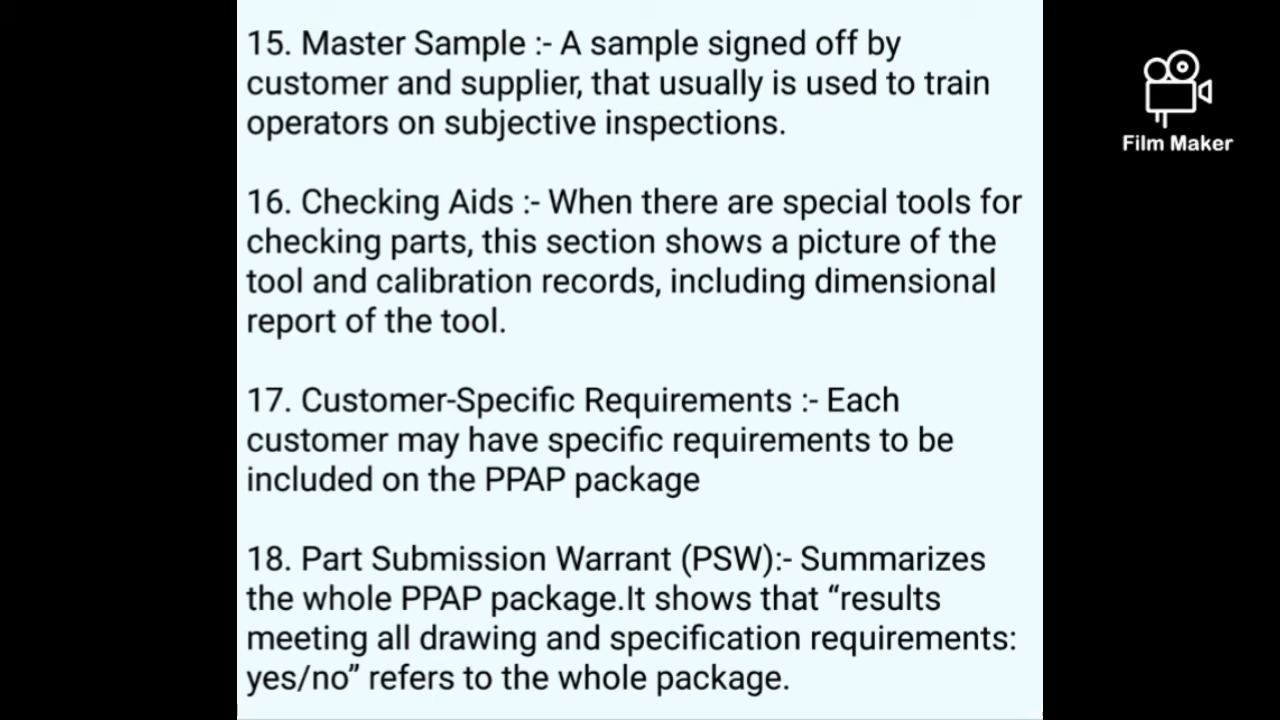 15. Master Sample :- A sample signed off by
customer and supplier, that usually is used to train
operators on subjective inspections.
16. Checking Aids :- When there are special tools for
checking parts, this section shows a picture of the
tool and calibration records, including dimensional
report of the tool.
17. Customer-Specific Requirements :- Each
customer may have specific requirements to be
included on the PPAP package
18. Part Submission Warrant (PSW):- Summarizes
the whole PPAP package.It shows that “results
meeting all drawing and specification requirements:
yes/no” refers to the whole package.
Film Maker